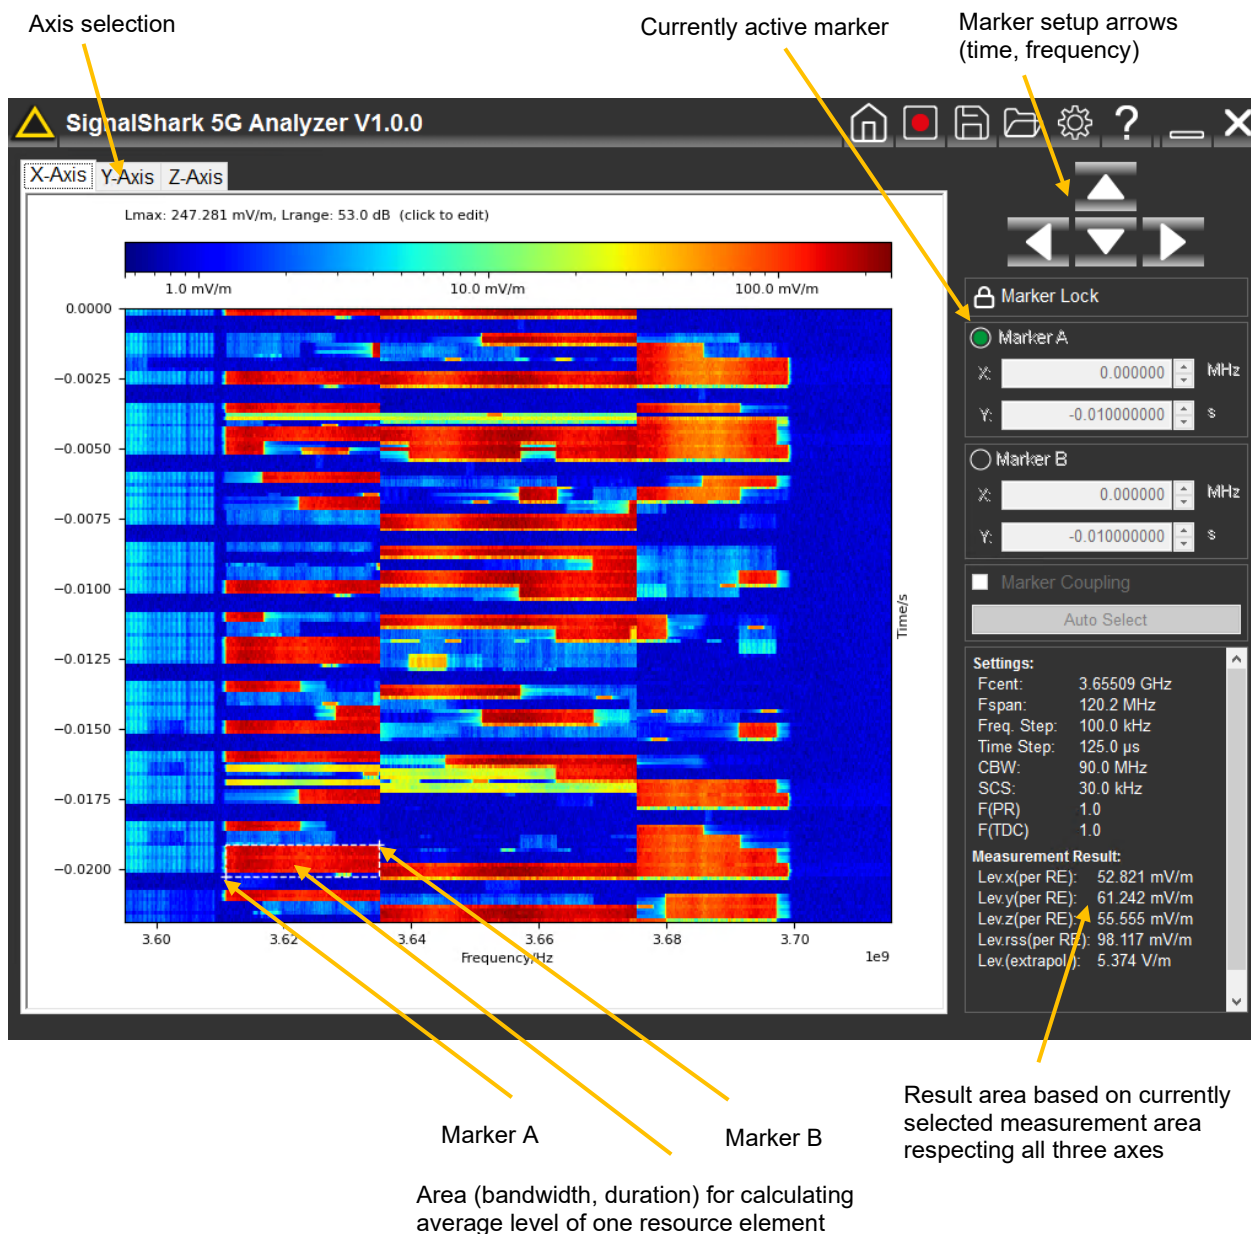 Axis selection
Currently active marker
Marker setup arrows
(time, frequency)
SignalShark 5G Analyzer V1.0.0
?
X-Axis Y-Axis Z-Axis
Lmax: 247.281 mV/m, Lrange: 53.0 dB (click to edit)
1.0 mV/m 10.0 mV/m 100.0 mV/m
0.0000
−0.0025
−0.0050
−0.0075
−0.0100
−0.0125
−0.0150
−0.0175
−0.0200
Time/s
3.60 3.62 3.64 3.66 3.68 3.70
Frequency/Hz
1e9
Marker Lock
Marker A
X: 0.000000 MHz
Y: -0.010000000 s
Marker B
X: 0.000000 MHz
Y: -0.010000000 s
Marker Coupling
Auto Select
Settings:
Fcent: 3.65509 GHz
Fspan: 120.2 MHz
Freq. Step: 100.0 kHz
Time Step: 125.0 µs
CBW: 90.0 MHz
SCS: 30.0 kHz
F(PR) 1.0
F(TDC) 1.0
Measurement Result:
Lev.x(per RE): 52.821 mV/m
Lev.y(per RE): 61.242 mV/m
Lev.z(per RE): 55.555 mV/m
Lev.rss(per RE): 98.117 mV/m
Lev.(extrapol.): 5.374 V/m
Marker A
Marker B
Result area based on currently
selected measurement area
respecting all three axes
Area (bandwidth, duration) for calculating
average level of one resource element